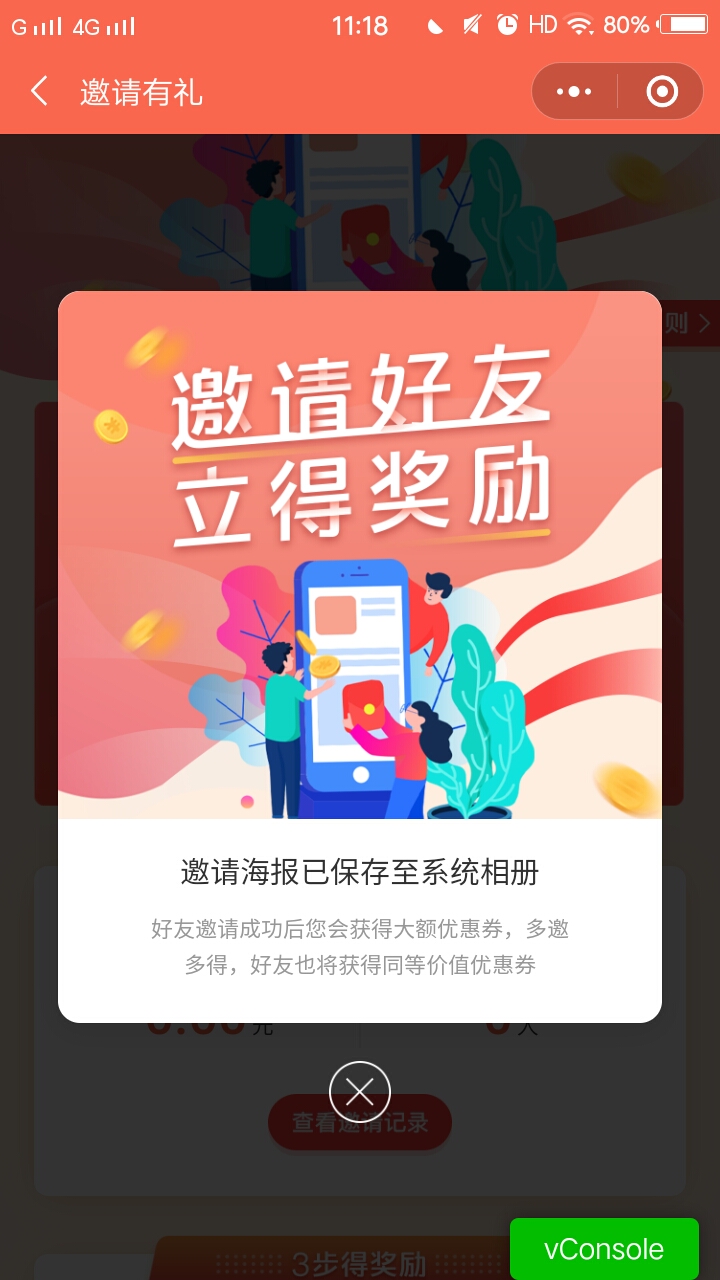 G 4G 11:18 HD 80%
邀请有礼
则
邀请好友
立得奖励
邀请海报已保存至系统相册
好友邀请成功后您会获得大额优惠券，多邀
多得，好友也将获得同等价值优惠券
元 人
查看邀请记录
3步得奖励
vConsole